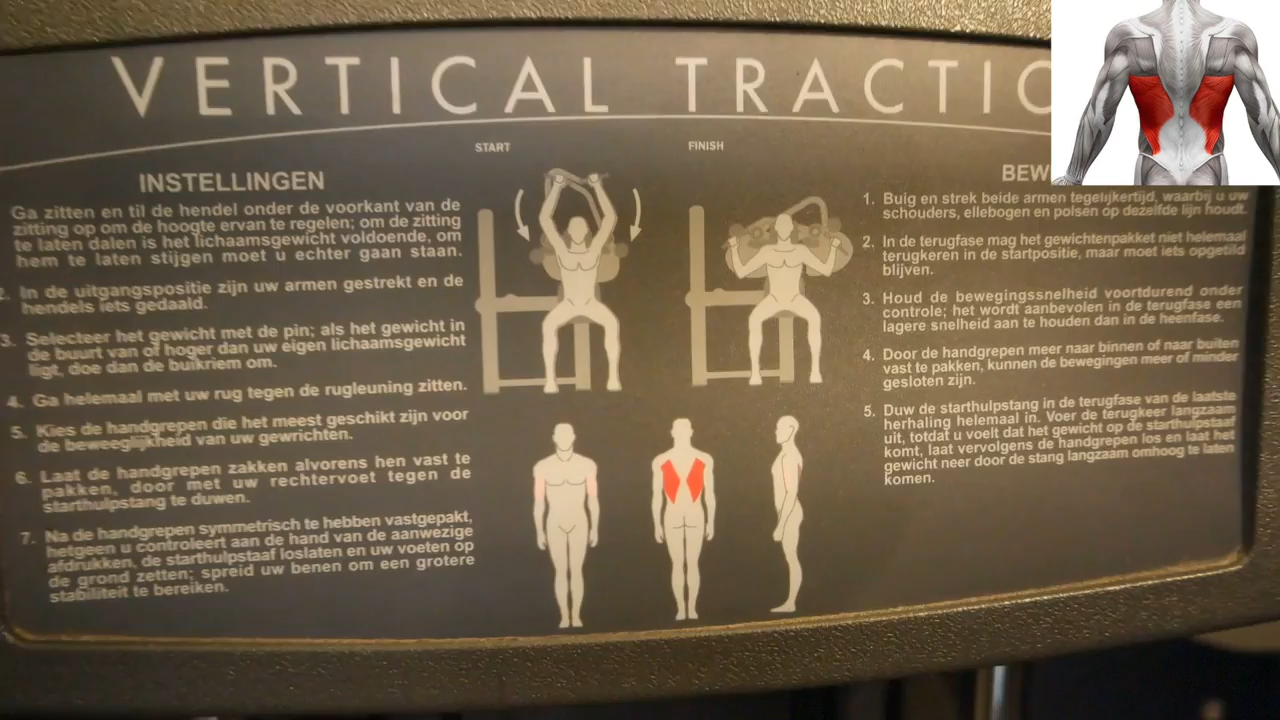 VERTICAL TRACTIO
START
FINISH
INSTELLINGEN
Ga zitten en til de hendel onder de voorkant van de
zitting op om de hoogte ervan te regelen; om de zitting
te laten dalen is het lichaamsgewicht voldoende, om
hem te laten stijgen moet u echter gaan staan.
2. In de uitgangspositie zijn uw armen gestrekt en de
hendels iets gedaald.
3. Selecteer het gewicht met de pin; als het gewicht in
de buurt van of hoger dan uw eigen lichaamsgewicht
ligt, doe dan de buikriem om.
4. Ga helemaal met uw rug tegen de rugleuning zitten.
5. Kies de handgrepen die het meest geschikt zijn voor
de beweeglijkheid van uw gewrichten.
6. Laat de handgrepen zakken alvorens hen vast te
pakken, door met uw rechtervoet tegen de
starthulpstang te duwen.
7. Na de handgrepen symmetrisch te hebben vastgepakt,
hetgeen u controleert aan de hand van de aanwezige
afdrukken, de starthulpstaaf loslaten en uw voeten op
de grond zetten; spreid uw benen om een grotere
stabiliteit te bereiken.
BEW
1. Buig en strek beide armen tegelijkertijd, waarbij u uw
schouders, ellebogen en polsen op dezelfde lijn houdt.
2. In de terugfase mag het gewichtenpakket niet helemaal
terugkeren in de startpositie, maar moet iets opgetild
blijven.
3. Houd de bewegingssnelheid voortdurend onder
controle; het wordt aanbevolen in de terugfase een
lagere snelheid aan te houden dan in de heenfase.
4. Door de handgrepen meer naar binnen of naar buiten
vast te pakken, kunnen de bewegingen meer of minder
gesloten zijn.
5. Duw de starthulpstang in de terugfase van de laatste
herhaling helemaal in. Voer de terugkeer langzaam
uit, totdat u voelt dat het gewicht op de starthulpstaaf
komt, laat vervolgens de handgrepen los en laat het
gewicht neer door de stang langzaam omhoog te laten
komen.